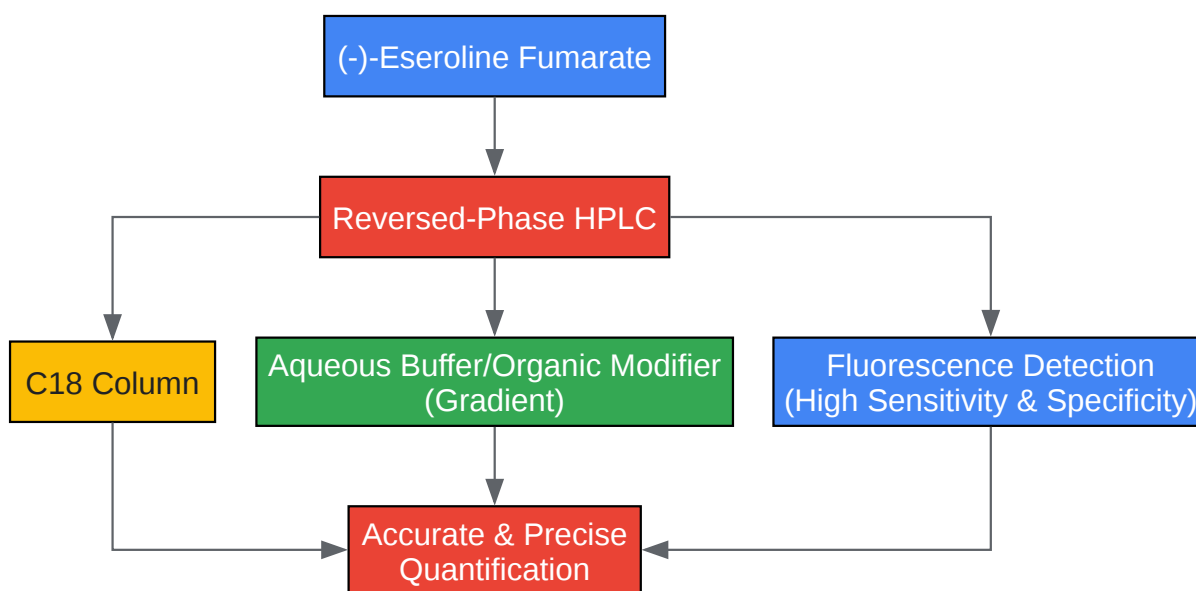 (-)-Eseroline Fumarate
Reversed-Phase HPLC
C18 Column
Aqueous Buffer/Organic Modifier
(Gradient)
Fluorescence Detection
(High Sensitivity & Specificity)
Accurate & Precise
Quantification